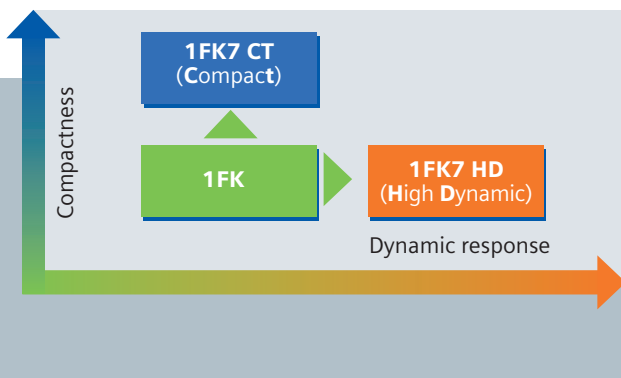 1FK7 CT
(Compact)
Compactness
1FK
1FK7 HD
(High Dynamic)
Dynamic response